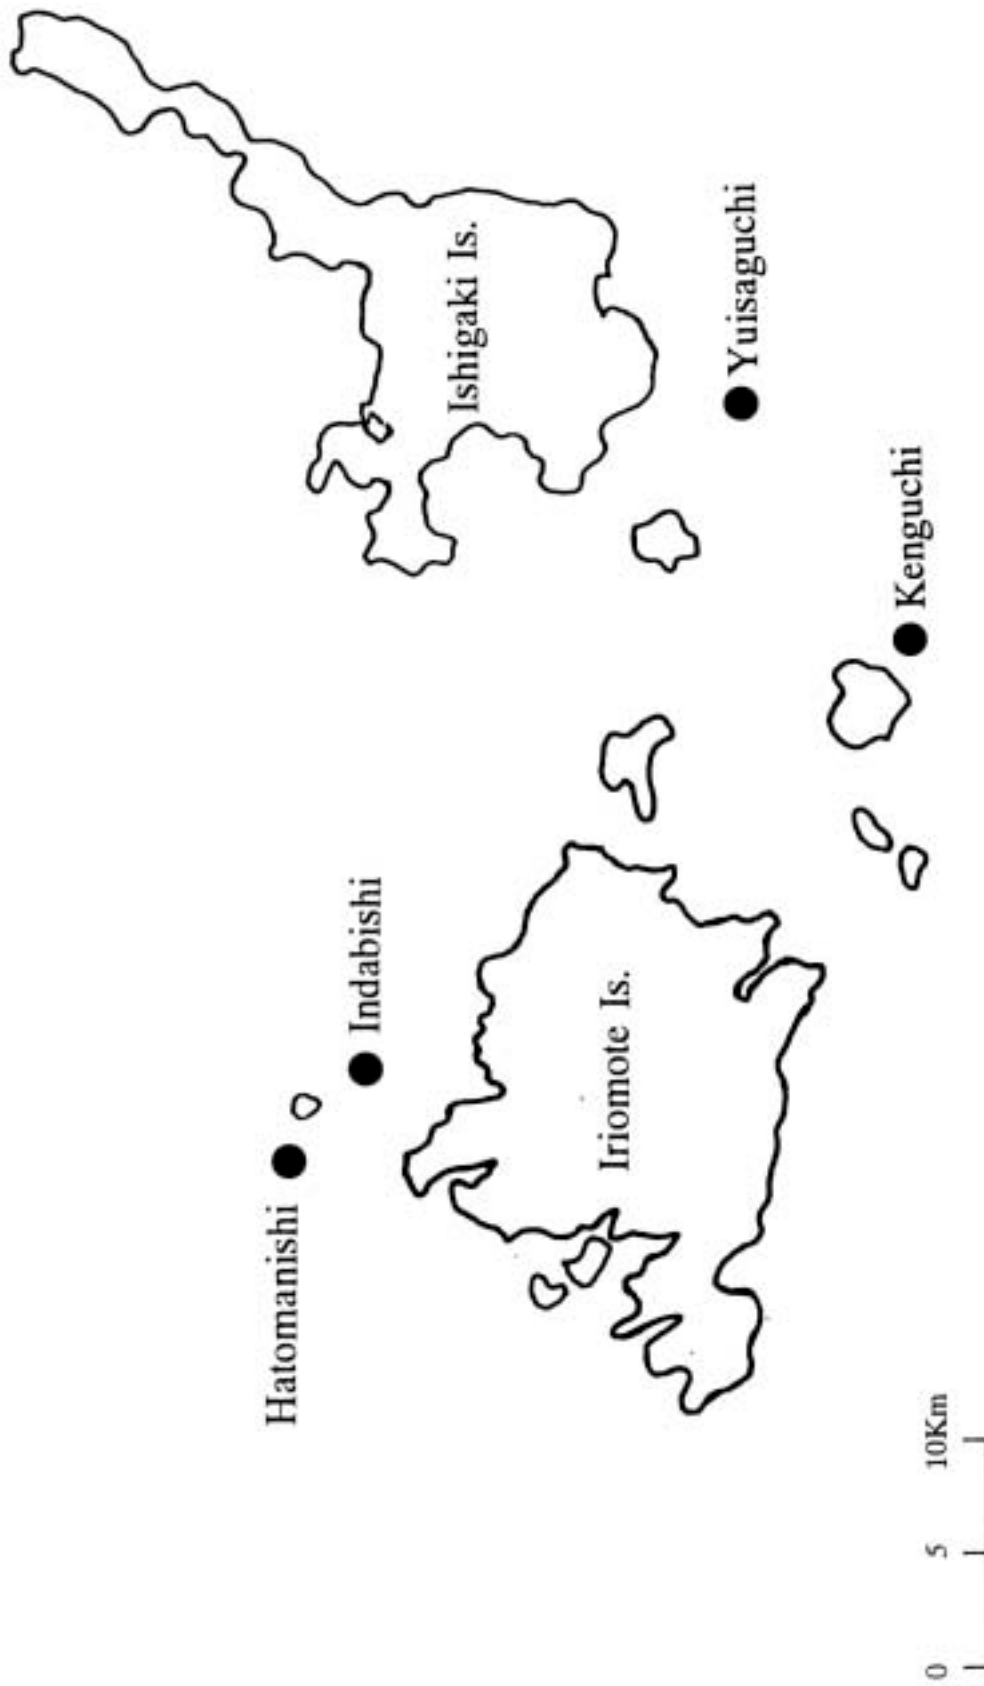 Hatomanishi
Indabishi
Ishigaki Is.
Iriomote Is.
Yuisaguchi
Kenguchi
0 5 10Km